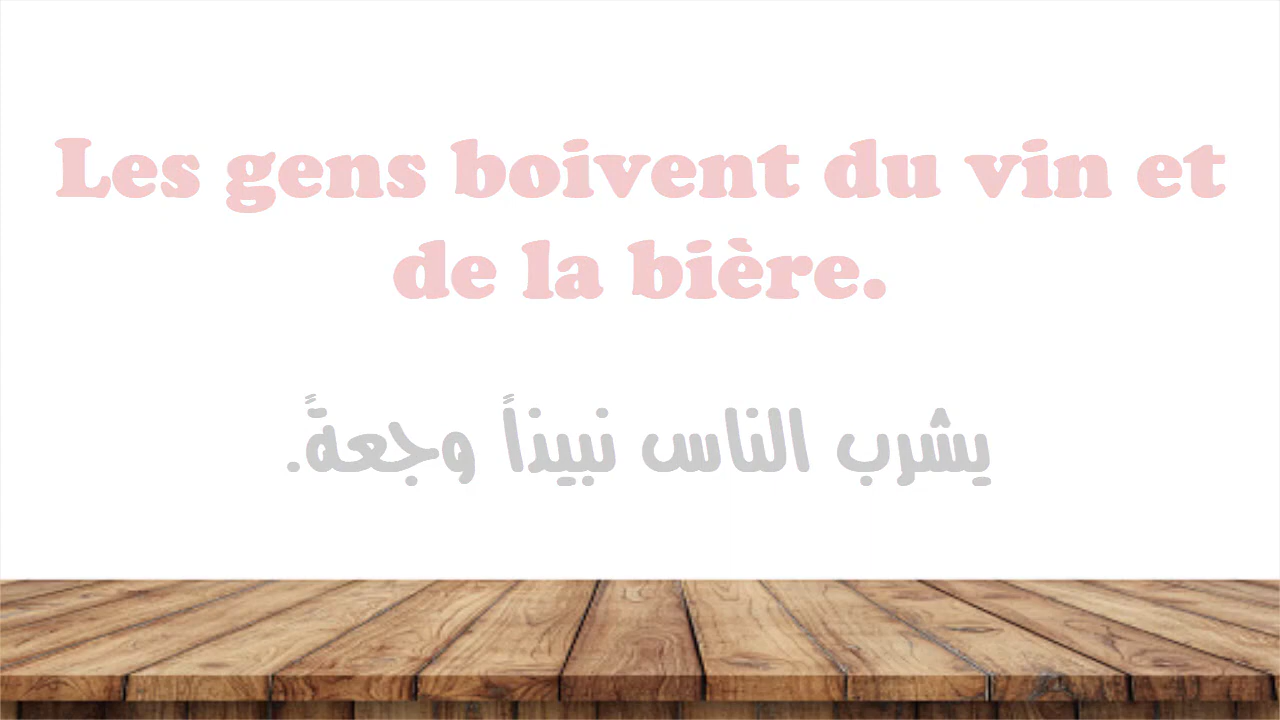 Les gens boivent du vin et
de la bière.
يشرب الناس نبيذاً وجعةً.